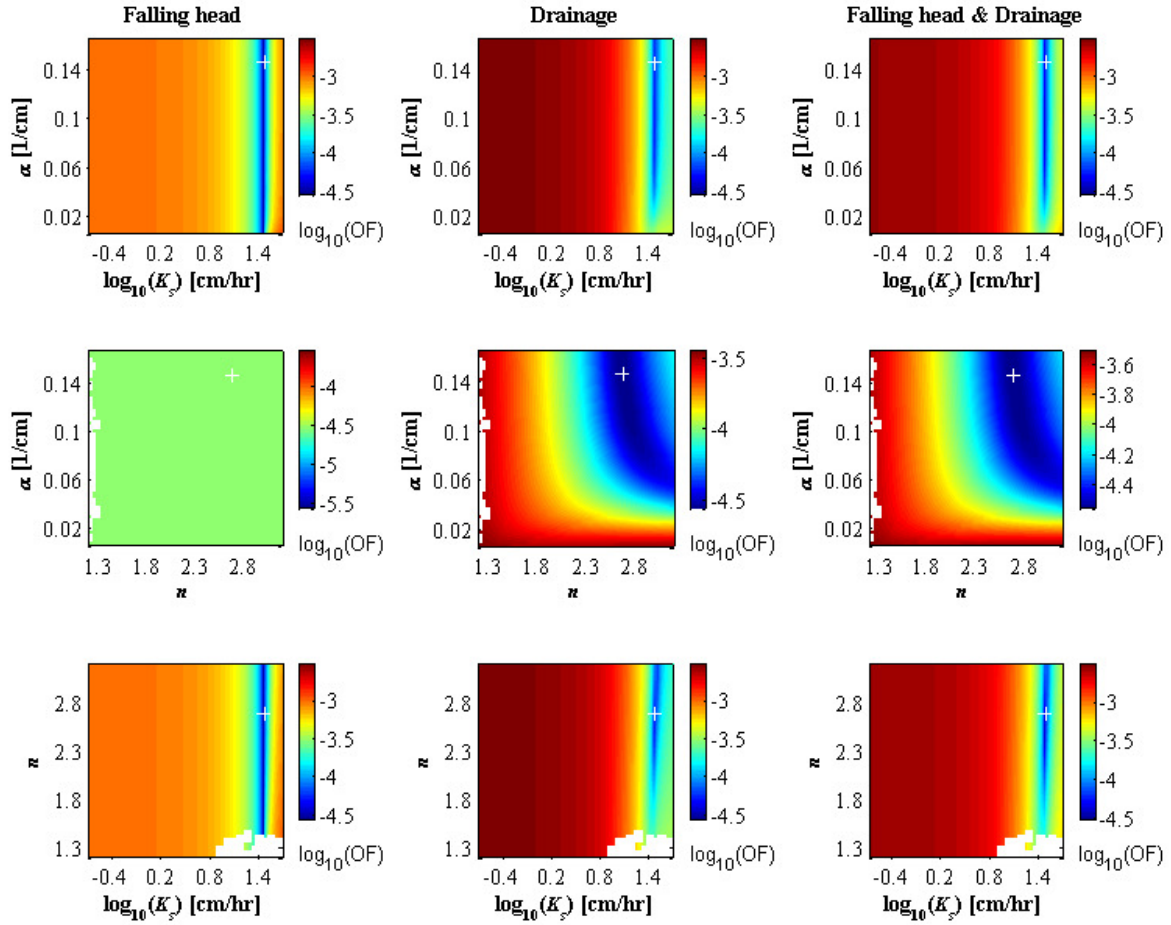 Falling head
Drainage
Falling head & Drainage
α [1/cm]
0.14
0.1
0.06
0.02
-0.4 0.2 0.8 1.4
log10(Ks) [cm/hr]
-3
-3.5
-4
-4.5
log10(OF)
α [1/cm]
0.14
0.1
0.06
0.02
-0.4 0.2 0.8 1.4
log10(Ks) [cm/hr]
-3
-3.5
-4
-4.5
log10(OF)
α [1/cm]
0.14
0.1
0.06
0.02
-0.4 0.2 0.8 1.4
log10(Ks) [cm/hr]
-3
-3.5
-4
-4.5
log10(OF)
α [1/cm]
0.14
0.1
0.06
0.02
1.3 1.8 2.3 2.8
n
-4
-4.5
-5
-5.5
log10(OF)
α [1/cm]
0.14
0.1
0.06
0.02
1.3 1.8 2.3 2.8
n
-3.5
-4
-4.5
log10(OF)
α [1/cm]
0.14
0.1
0.06
0.02
1.3 1.8 2.3 2.8
n
-3.6
-3.8
-4
-4.2
-4.4
log10(OF)
n
2.8
2.3
1.8
1.3
-0.4 0.2 0.8 1.4
log10(Ks) [cm/hr]
-3
-3.5
-4
-4.5
log10(OF)
n
2.8
2.3
1.8
1.3
-0.4 0.2 0.8 1.4
log10(Ks) [cm/hr]
-3
-3.5
-4
-4.5
log10(OF)
n
2.8
2.3
1.8
1.3
-0.4 0.2 0.8 1.4
log10(Ks) [cm/hr]
-3
-3.5
-4
-4.5
log10(OF)